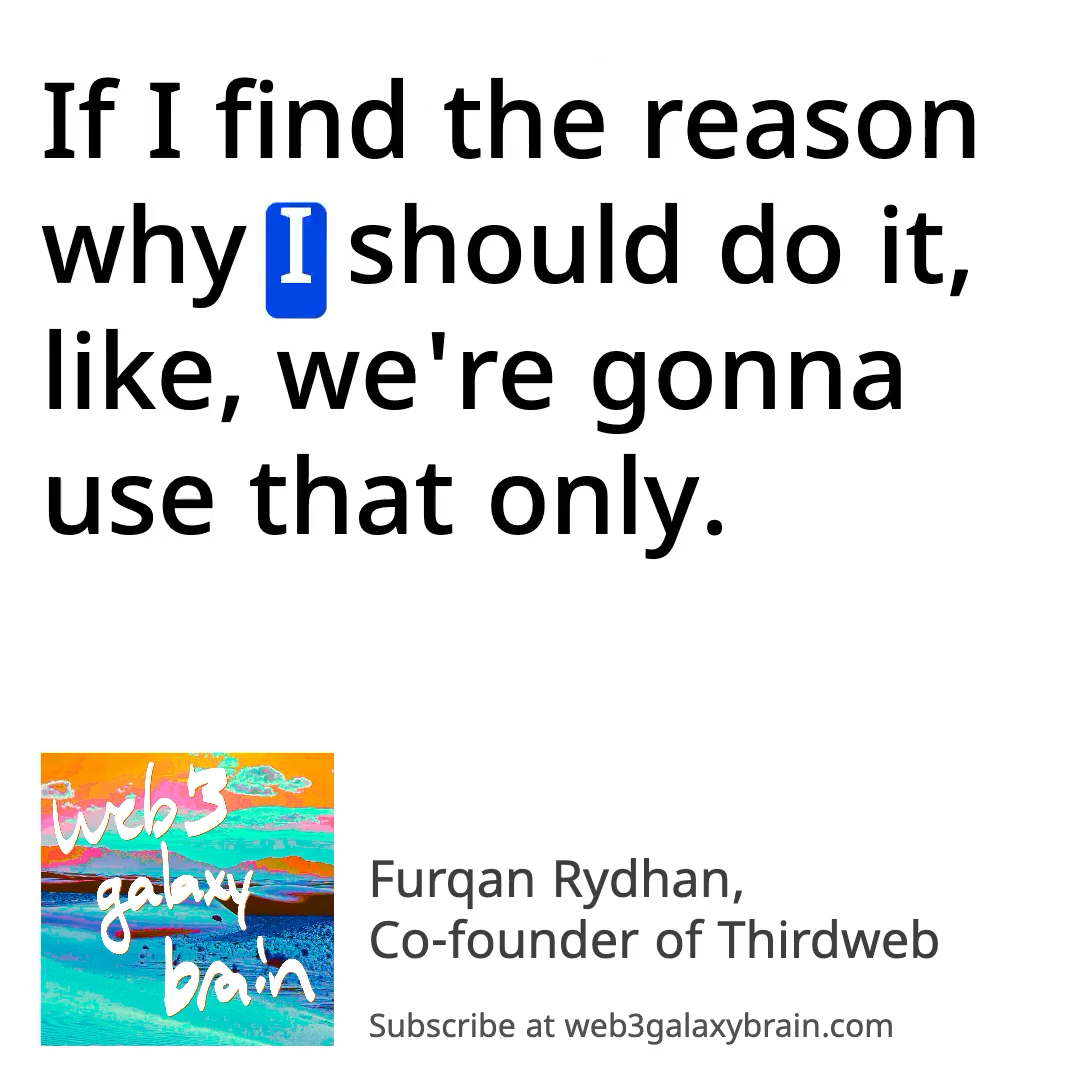 If I find the reason
why I should do it,
like, we're gonna
use that only.
web3
galaxy
brain
Furqan Rydhan,
Co-founder of Thirdweb
Subscribe at web3galaxybrain.com